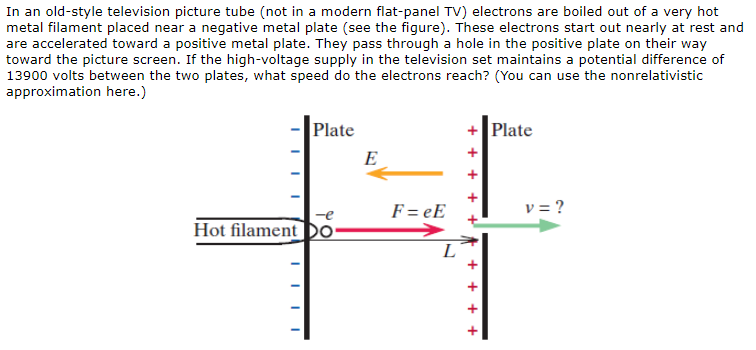 In an old-style television picture tube (not in a modern flat-panel TV) electrons are boiled out of a very hot
metal filament placed near a negative metal plate (see the figure). These electrons start out nearly at rest and
are accelerated toward a positive metal plate. They pass through a hole in the positive plate on their way
toward the picture screen. If the high-voltage supply in the television set maintains a potential difference of
13900 volts between the two plates, what speed do the electrons reach? (You can use the nonrelativistic
approximation here.)
Plate
Plate
E
F = eE
v = ?
−e
Hot filament
L